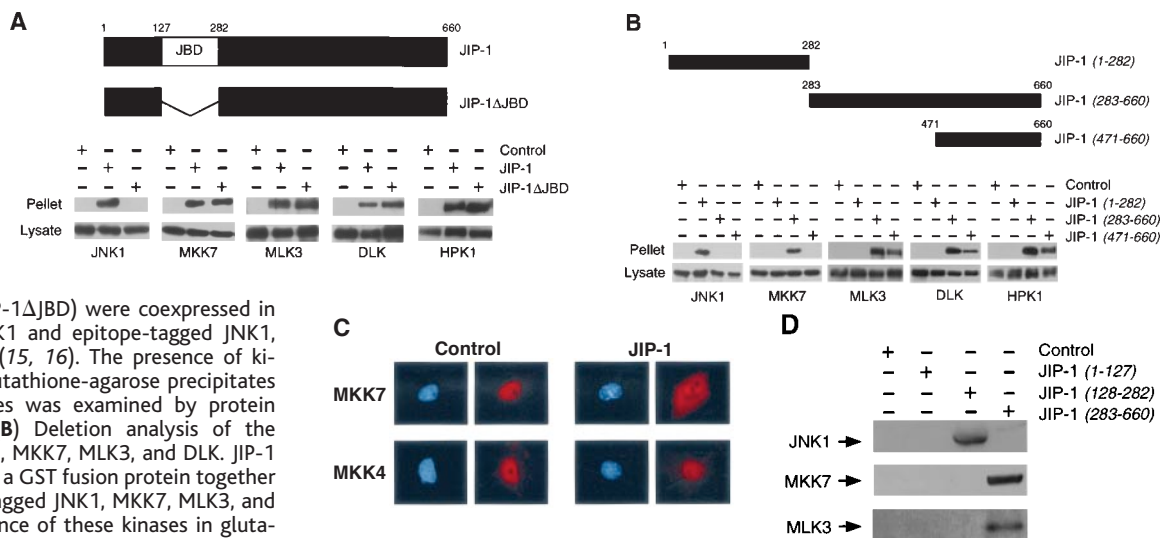 A
1 127 282 660
JBD
JIP-1
JIP-1ΔJBD
+ – – + – – + – – + – – + – – Control
– + – – + – – + – – + – – + – JIP-1
– – + – – + – – + – – + – – + JIP-1ΔJBD
Pellet
Lysate
JNK1 MKK7 MLK3 DLK HPK1
B
1 282
JIP-1 (1-282)
283 660
JIP-1 (283-660)
471 660
JIP-1 (471-660)
+ – – – + – – – + – – – + – – – + – – – Control
– + – – – + – – – + – – – + – – – + – – JIP-1 (1-282)
– – + – – – + – – – + – – – + – – – + – JIP-1 (283-660)
– – – + – – – + – – – + – – – + – – – + JIP-1 (471-660)
Pellet
Lysate
JNK1 MKK7 MLK3 DLK HPK1
P-1ΔJBD) were coexpressed in
K1 and epitope-tagged JNK1,
(15, 16). The presence of ki-
utathione-agarose precipitates
es was examined by protein
B) Deletion analysis of the
, MKK7, MLK3, and DLK. JIP-1
a GST fusion protein together
agged JNK1, MKK7, MLK3, and
nce of these kinases in gluta-
C
Control JIP-1
MKK7
MKK4
D
+ – – – Control
– + – – JIP-1 (1-127)
– – + – JIP-1 (128-282)
– – – + JIP-1 (283-660)
JNK1
MKK7
MLK3